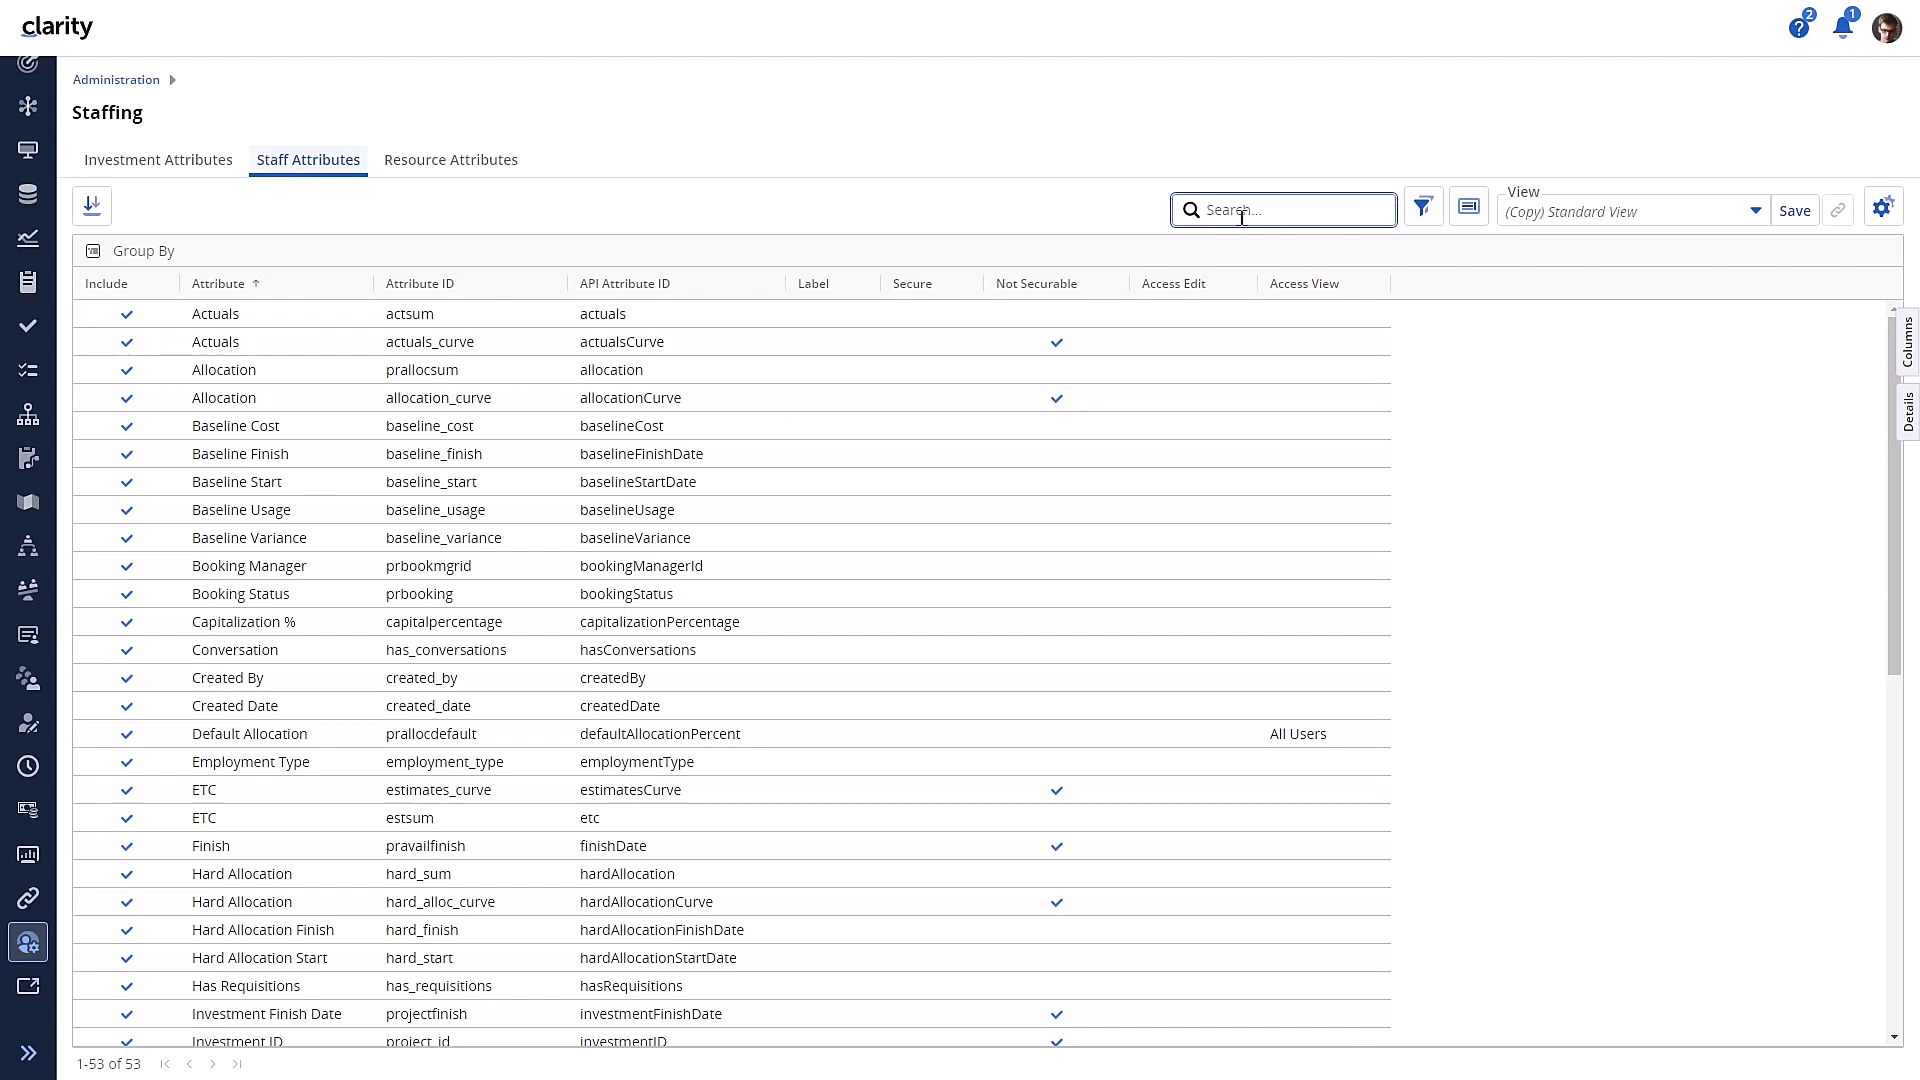 clarity
2
1
Administration
Staffing
Investment Attributes Staff Attributes Resource Attributes
Search...
View
(Copy) Standard View
Save
Group By
Include Attribute Attribute ID API Attribute ID Label Secure Not Securable Access Edit Access View
Actuals actsum actuals
Actuals actuals_curve actualsCurve
Allocation prallocsum allocation
Allocation allocation_curve allocationCurve
Baseline Cost baseline_cost baselineCost
Baseline Finish baseline_finish baselineFinishDate
Baseline Start baseline_start baselineStartDate
Baseline Usage baseline_usage baselineUsage
Baseline Variance baseline_variance baselineVariance
Booking Manager prbookmgrid bookingManagerId
Booking Status prbooking bookingStatus
Capitalization % capitalpercentage capitalizationPercentage
Conversation has_conversations hasConversations
Created By created_by createdBy
Created Date created_date createdDate
Default Allocation prallocdefault defaultAllocationPercent All Users
Employment Type employment_type employmentType
ETC estimates_curve estimatesCurve
ETC estsum etc
Finish pravailfinish finishDate
Hard Allocation hard_sum hardAllocation
Hard Allocation hard_alloc_curve hardAllocationCurve
Hard Allocation Finish hard_finish hardAllocationFinishDate
Hard Allocation Start hard_start hardAllocationStartDate
Has Requisitions has_requisitions hasRequisitions
Investment Finish Date projectfinish investmentFinishDate
Investment ID project_id investmentID
Columns
Details
1-53 of 53